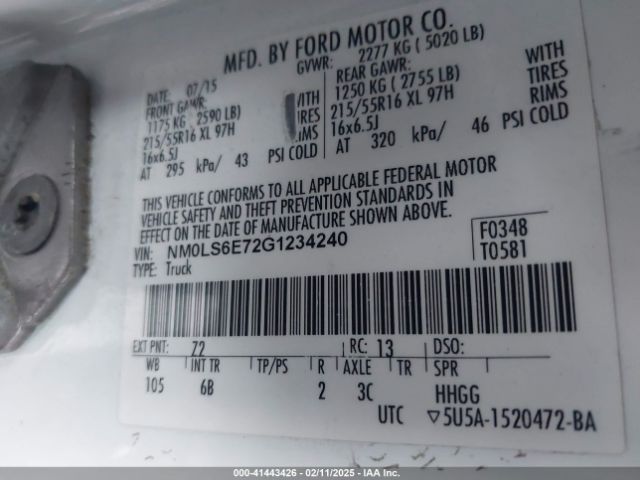 MFD. BY FORD MOTOR CO.
DATE: 07/15 GVWR: 2277 KG ( 5020 LB)
FRONT GAWR: WITH REAR GAWR: WITH
1175 KG ( 2590 LB) TIRES 1250 KG ( 2755 LB) TIRES
215/55R16 XL 97H RIMS 215/55R16 XL 97H RIMS
16x6.5J 16x6.5J
AT 295 kPa/ 43 PSI COLD AT 320 kPa/ 46 PSI COLD
THIS VEHICLE CONFORMS TO ALL APPLICABLE FEDERAL MOTOR
VEHICLE SAFETY AND THEFT PREVENTION STANDARDS IN
EFFECT ON THE DATE OF MANUFACTURE SHOWN ABOVE.
VIN: NM0LS6E72G1234240 F0348
TYPE: Truck T0581
EXT PNT: Z2 RC: 13 DSO:
WB INT TR TP/PS R AXLE TR SPR
105 6B 2 3C HHGG
UTC ▽5U5A-1520472-BA
000-41443426 - 02/11/2025 - IAA Inc.